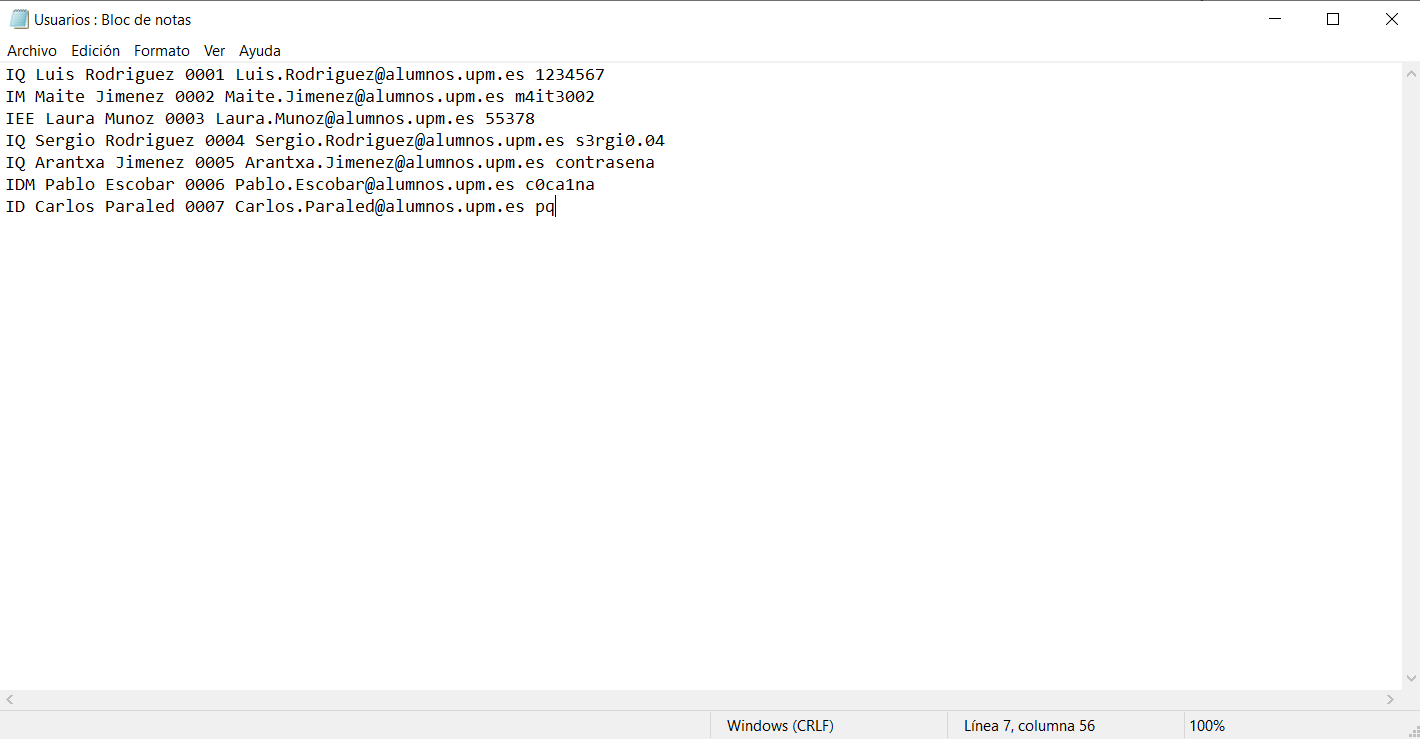 Usuarios : Bloc de notas
Archivo Edición Formato Ver Ayuda
IQ Luis Rodriguez 0001 Luis.Rodriguez@alumnos.upm.es 1234567
IM Maite Jimenez 0002 Maite.Jimenez@alumnos.upm.es m4it3002
IEE Laura Munoz 0003 Laura.Munoz@alumnos.upm.es 55378
IQ Sergio Rodriguez 0004 Sergio.Rodriguez@alumnos.upm.es s3rgi0.04
IQ Arantxa Jimenez 0005 Arantxa.Jimenez@alumnos.upm.es contrasena
IDM Pablo Escobar 0006 Pablo.Escobar@alumnos.upm.es c0ca1na
ID Carlos Paraled 0007 Carlos.Paraled@alumnos.upm.es pq
Windows (CRLF) Línea 7, columna 56 100%